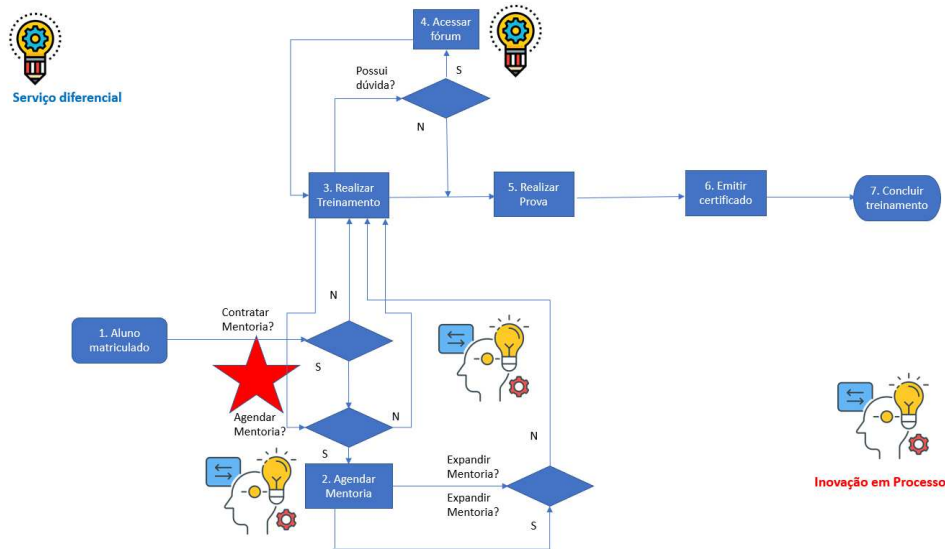 4. Acessar
fórum
Serviço diferencial
Possui
dúvida?
S
N
3. Realizar
Treinamento
5. Realizar
Prova
6. Emitir
certificado
7. Concluir
treinamento
N
Contratar
Mentoria?
1. Aluno
matriculado
S
Agendar
Mentoria?
N
S
N
2. Agendar
Mentoria
Expandir
Mentoria?
Expandir
Mentoria?
S
Inovação em Processo